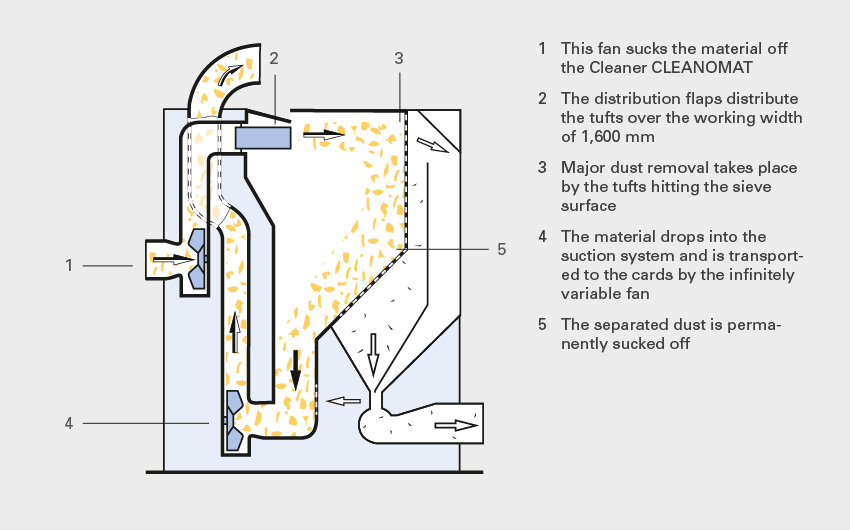 2
3
1
5
4
1 This fan sucks the material off
the Cleaner CLEANOMAT
2 The distribution flaps distribute
the tufts over the working width
of 1,600 mm
3 Major dust removal takes place
by the tufts hitting the sieve
surface
4 The material drops into the
suction system and is transport-
ed to the cards by the infinitely
variable fan
5 The separated dust is perma-
nently sucked off